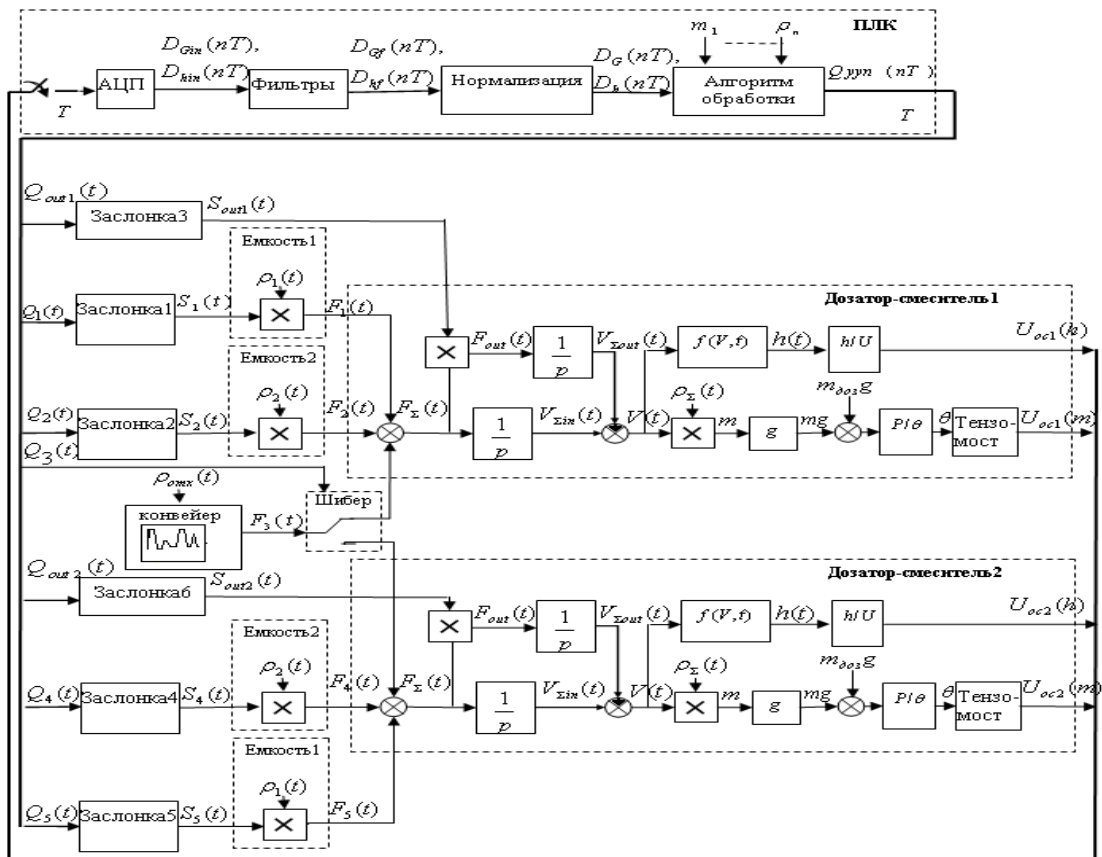 ПЛК
D_Gin(nT),
D_hin(nT)
D_Gf(nT),
D_hf(nT)
D_G(nT),
D_h(nT)
m_1
ρ_n
Q_упр (nT)
T
АЦП
Фильтры
Нормализация
Алгоритм
обработки
T
Q_out1(t)
Заслонка3
S_out1(t)
Емкость1
ρ_1(t)
Q_1(t)
Заслонка1
S_1(t)
×
F_1(t)
Дозатор-смеситель1
×
F_out(t)
1/p
V_Σout(t)
f(V,t)
h(t)
h/U
U_oc1(h)
Емкость2
ρ_2(t)
Q_2(t)
Заслонка2
S_2(t)
×
F_2(t)
F_Σ(t)
1/p
V_Σin(t)
V(t)
ρ_Σ(t)
×
m
g
mg
m_доз g
P/θ
θ
Тензо-
мост
U_oc1(m)
Q_3(t)
ρ_отх(t)
конвейер
F_3(t)
Шибер
Q_out2(t)
Заслонка6
S_out2(t)
Дозатор-смеситель2
×
F_out(t)
1/p
V_Σout(t)
f(V,t)
h(t)
h/U
U_oc2(h)
Емкость2
ρ_2(t)
Q_4(t)
Заслонка4
S_4(t)
×
F_4(t)
F_Σ(t)
1/p
V_Σin(t)
V(t)
ρ_Σ(t)
×
m
g
mg
m_доз g
P/θ
θ
Тензо-
мост
U_oc2(m)
Емкость1
ρ_1(t)
Q_5(t)
Заслонка5
S_5(t)
×
F_5(t)